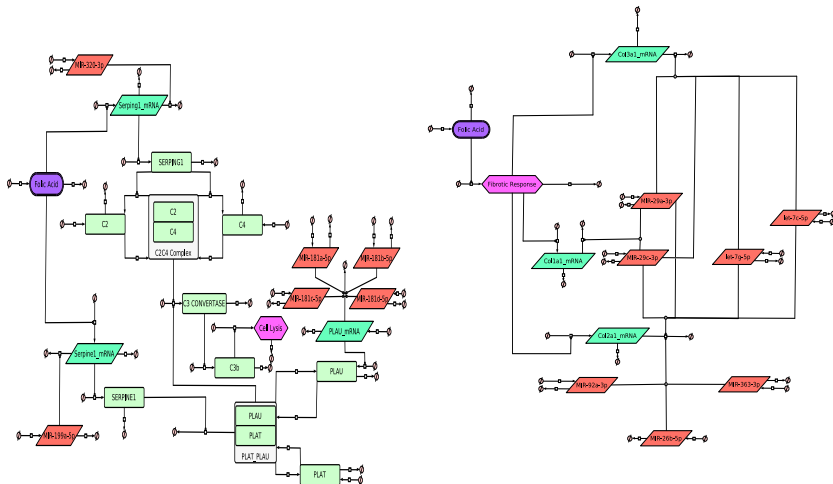 MIR-320-3p
Serping1_mRNA
SERPING1
Folic Acid
C2
C2
C4
C2C4 Complex
C4
MIR-181a-5p
MIR-181b-5p
MIR-181c-5p
MIR-181d-5p
C3 CONVERTASE
Cell Lysis
PLAU_mRNA
Serpine1_mRNA
C3b
PLAU
SERPINE1
PLAU
PLAT
PLAT_PLAU
MIR-199a-5p
PLAT
Col3a1_mRNA
Folic Acid
Fibrotic Response
MIR-29a-3p
let-7c-5p
Col1a1_mRNA
MIR-29c-3p
let-7g-5p
Col2a1_mRNA
MIR-92a-3p
MIR-363-3p
MIR-26b-5p